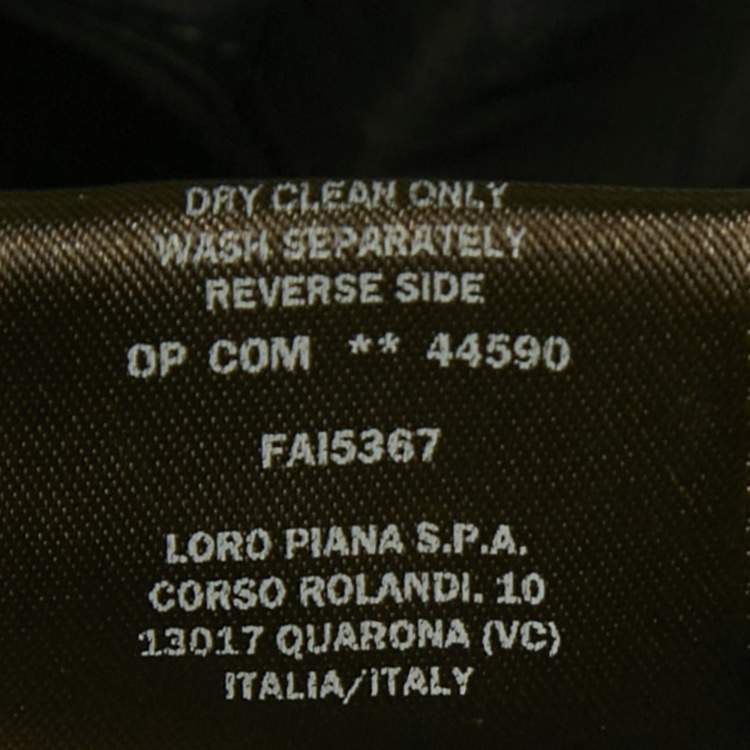 DRY CLEAN ONLY
WASH SEPARATELY
REVERSE SIDE
OP COM ** 44590
FAI5367
LORO PIANA S.P.A.
CORSO ROLANDI. 10
13017 QUARONA (VC)
ITALIA/ITALY